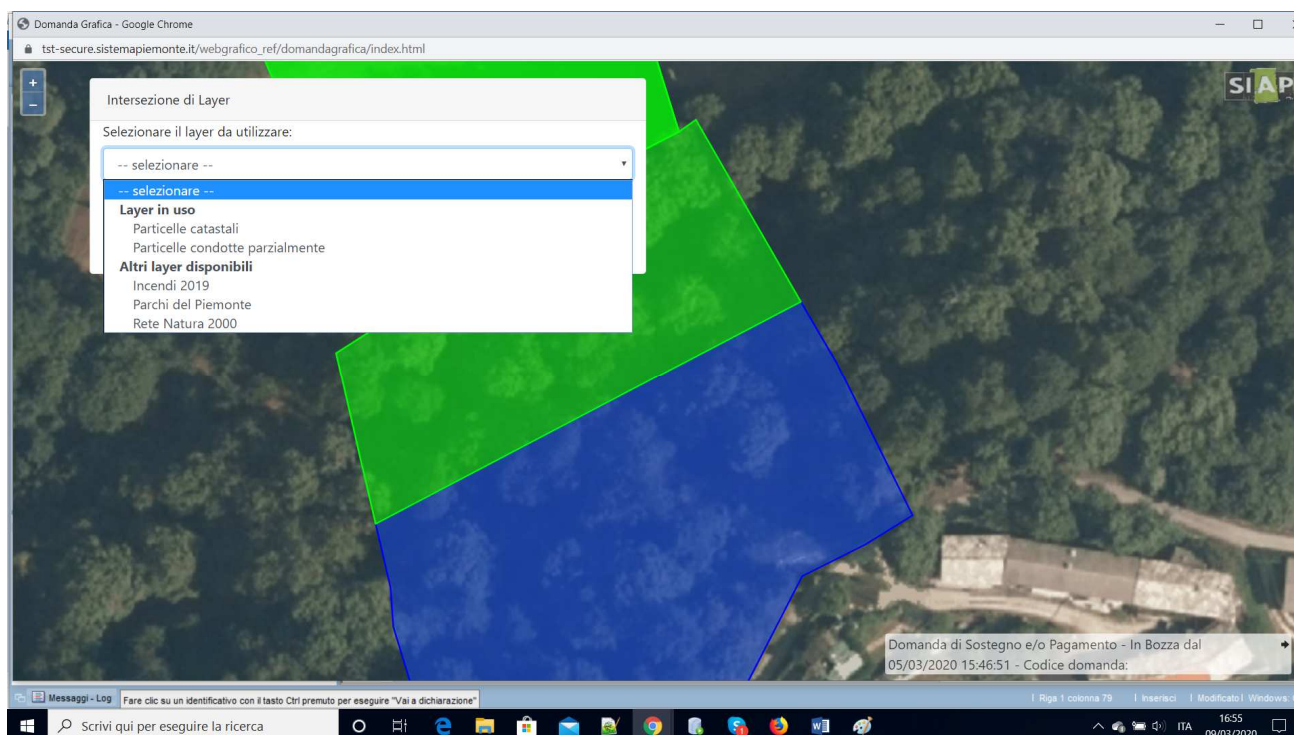 Domanda Grafica - Google Chrome
tst-secure.sistemapiemonte.it/webgrafico_ref/domandagrafica/index.html
+
-
SIAP
Intersezione di Layer
Selezionare il layer da utilizzare:
-- selezionare --
-- selezionare --
Layer in uso
Particelle catastali
Particelle condotte parzialmente
Altri layer disponibili
Incendi 2019
Parchi del Piemonte
Rete Natura 2000
Domanda di Sostegno e/o Pagamento - In Bozza dal
05/03/2020 15:46:51 - Codice domanda:
Messaggi - Log
Fare clic su un identificativo con il tasto Ctrl premuto per eseguire "Vai a dichiarazione"
Riga 1 colonna 79
Inserisci
Modificato
Windows:
Scrivi qui per eseguire la ricerca
ITA
16:55
09/03/2020